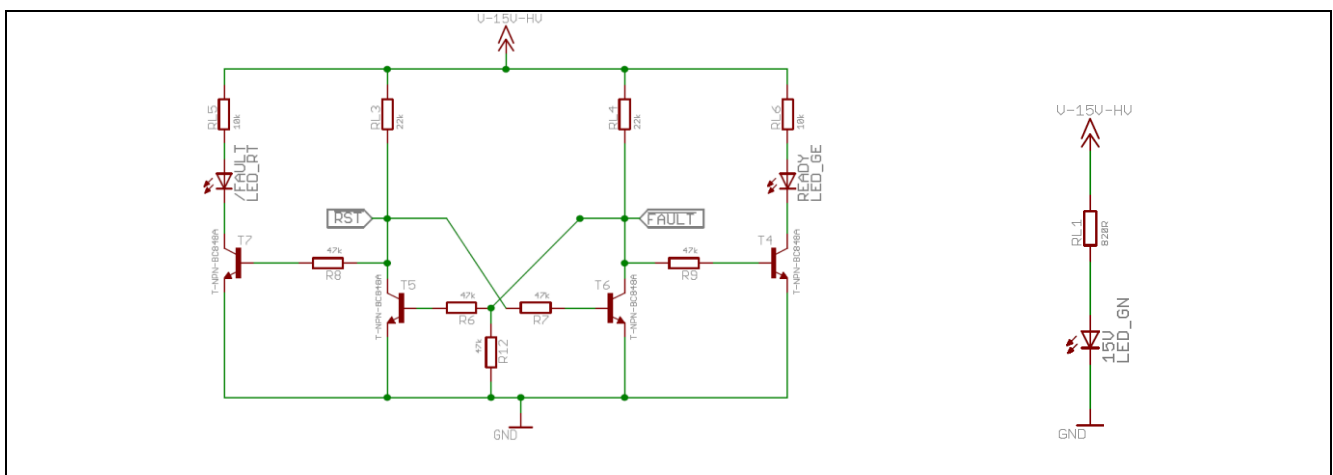 V-15V-HV
RL5
10k
RL3
22k
RL4
22k
RL6
10k
/FAULT
LED_RT
READY
LED_GE
RST
FAULT
T7
T-NPN-BC848A
47k
R8
T5
T-NPN-BC848A
47k
R6
47k
R7
T6
T-NPN-BC848A
47k
R9
T4
T-NPN-BC848A
47k
R12
GND
V-15V-HV
RL1
820R
15V
LED_GN
GND